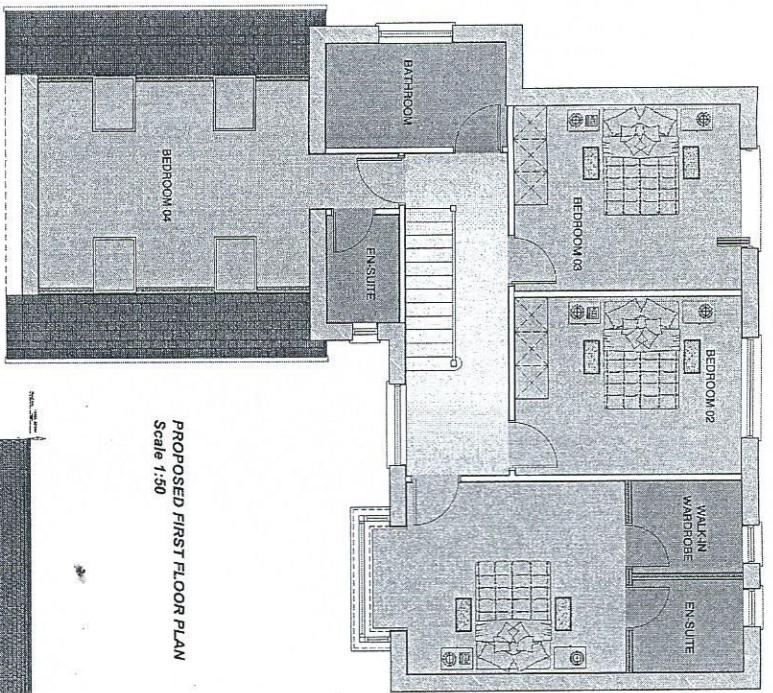 BATHROOM
BEDROOM 04
EN-SUITE
BEDROOM 03
BEDROOM 02
WALK-IN
WARDROBE
EN-SUITE
PROPOSED FIRST FLOOR PLAN
Scale 1:50